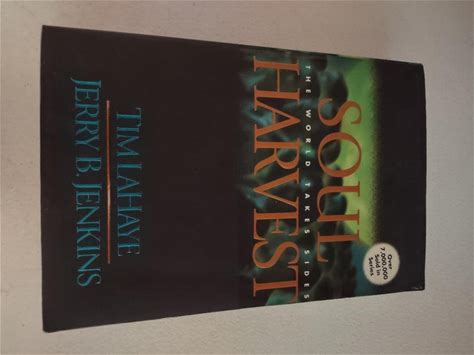 SOUL
HARVEST
THE WORLD TAKES SIDES
Over
7,000,000
Sold in
Series
TIM LAHAYE
JERRY B. JENKINS